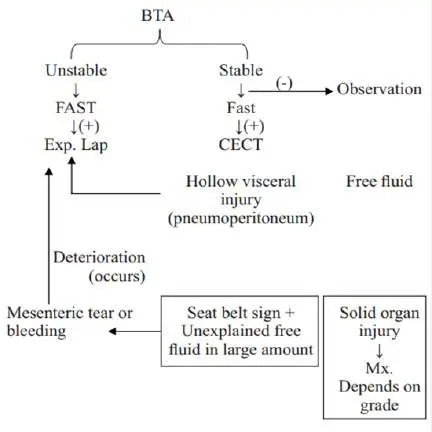 BTA
Unstable
Stable
↓
↓
(-)
Observation
FAST
Fast
↓(+)
↓(+)
Exp. Lap
CECT
Hollow visceral
injury
(pneumoperitoneum)
Free fluid
Deterioration
(occurs)
Mesenteric tear or
bleeding
Seat belt sign +
Unexplained free
fluid in large amount
Solid organ
injury
↓
Mx.
Depends on
grade